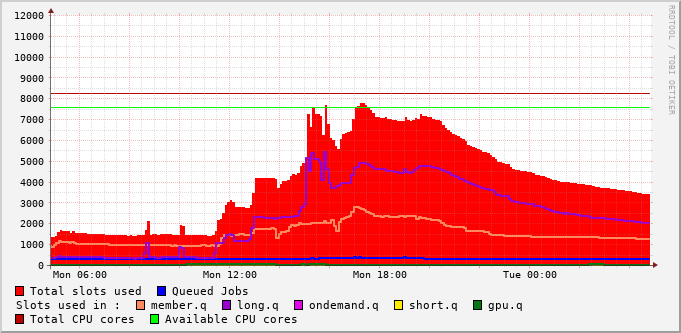 12000
11000
10000
9000
8000
7000
6000
5000
4000
3000
2000
1000
0
Mon 06:00 Mon 12:00 Mon 18:00 Tue 00:00
RRDTOOL / TOBI OETIKER
Total slots used Queued Jobs
Slots used in : member.q long.q ondemand.q short.q gpu.q
Total CPU cores Available CPU cores